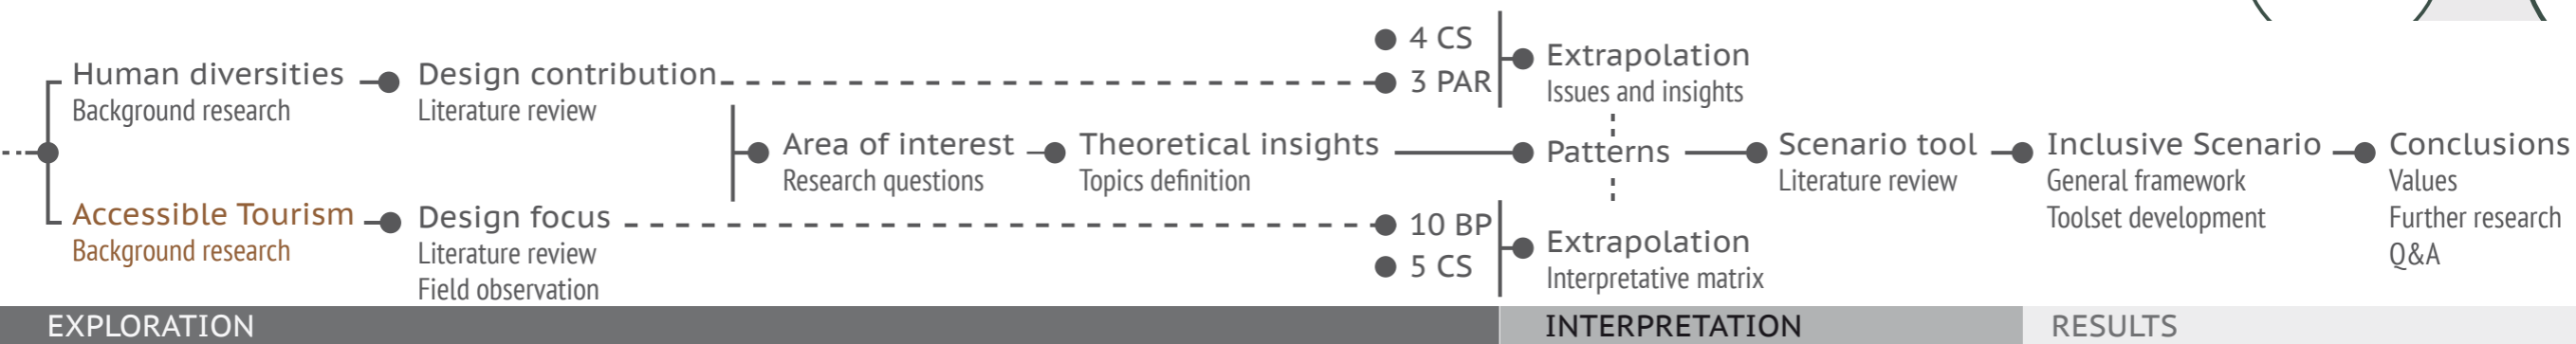 Human diversities
Background research
Design contribution
Literature review
4 CS
3 PAR
Extrapolation
Issues and insights
Area of interest
Research questions
Theoretical insights
Topics definition
Patterns
Scenario tool
Literature review
Inclusive Scenario
General framework
Toolset development
Conclusions
Values
Further research
Q&A
Accessible Tourism
Background research
Design focus
Literature review
Field observation
10 BP
5 CS
Extrapolation
Interpretative matrix
EXPLORATION
INTERPRETATION
RESULTS